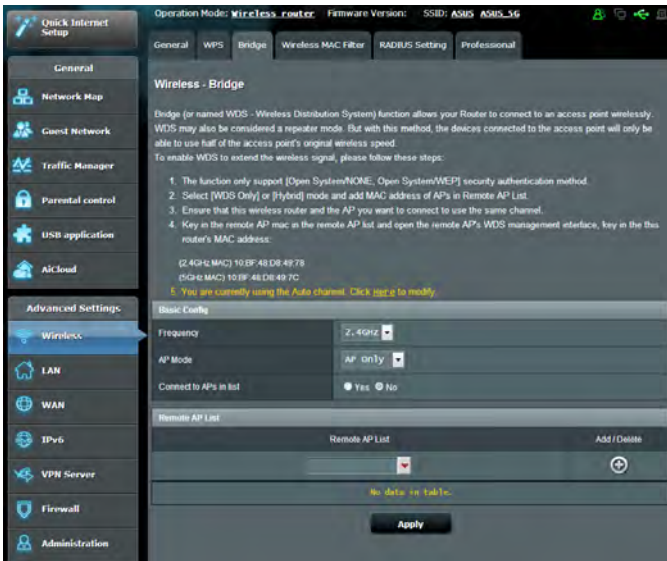 Quick Internet Setup
Operation Mode: Wireless router Firmware Version: SSID: ASUS ASUS_5G
General WPS Bridge Wireless MAC Filter RADIUS Setting Professional
General
Network Map
Guest Network
Traffic Manager
Parental control
USB application
AiCloud
Advanced Settings
Wireless
LAN
WAN
IPv6
VPN Server
Firewall
Administration
Wireless - Bridge
Bridge (or named WDS - Wireless Distribution System) function allows your Router to connect to an access point wirelessly.
WDS may also be considered a repeater mode. But with this method, the devices connected to the access point will only be
able to use half of the access point's original wireless speed.
To enable WDS to extend the wireless signal, please follow these steps:
1. The function only support [Open System/NONE, Open System/WEP] security authentication method.
2. Select [WDS Only] or [Hybrid] mode and add MAC address of APs in Remote AP List.
3. Ensure that this wireless router and the AP you want to connect to use the same channel.
4. Key in the remote AP mac in the remote AP list and open the remote AP's WDS management interface, key in the this
router's MAC address:
(2.4GHz MAC) 10:BF:48:D8:49:78
(5GHz MAC) 10:BF:48:D8:49:7C
5. You are currently using the Auto channel. Click Here to modify.
Basic Config
Frequency 2.4GHz
AP Mode AP Only
Connect to APs in list Yes No
Remote AP List
Remote AP List Add / Delete
No data in table.
Apply